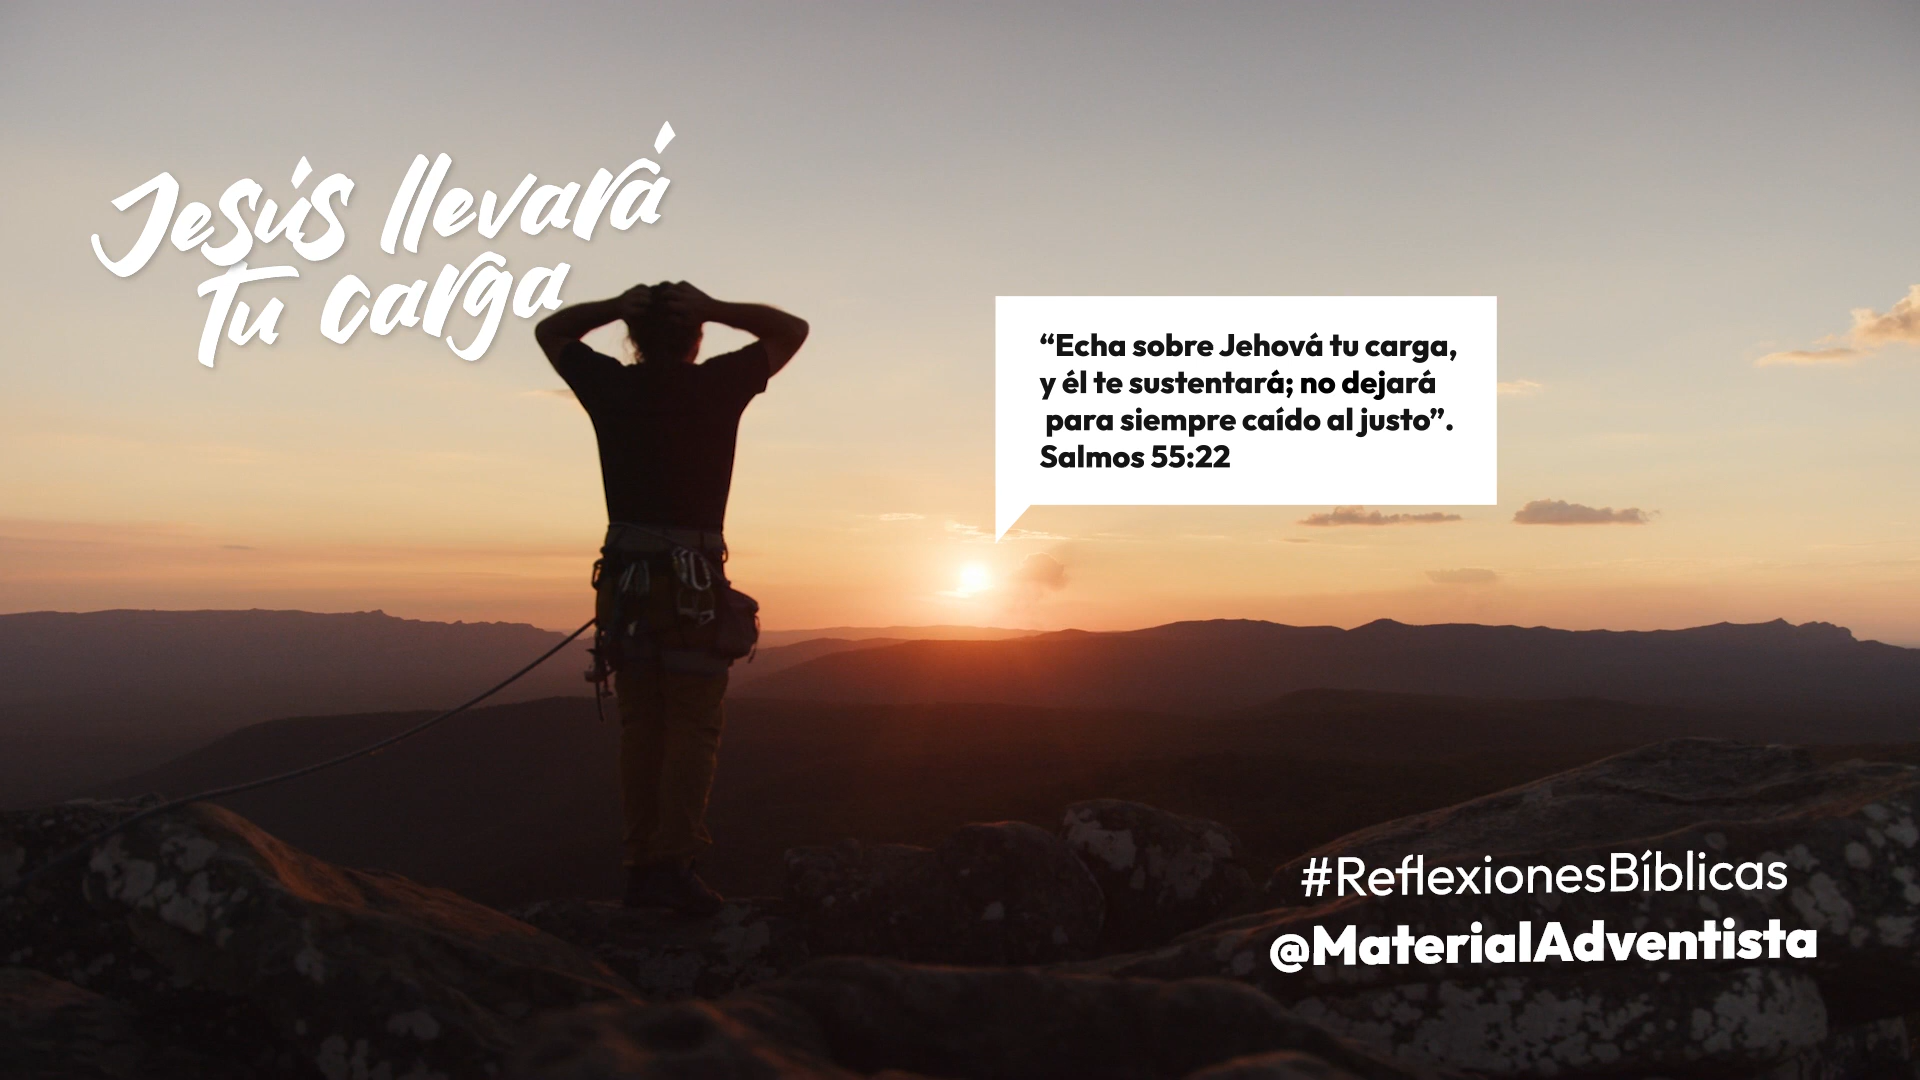 Jesús llevará
Tu carga
“Echa sobre Jehová tu carga,
y él te sustentará; no dejará
para siempre caído al justo”.
Salmos 55:22
#ReflexionesBíblicas
@MaterialAdventista